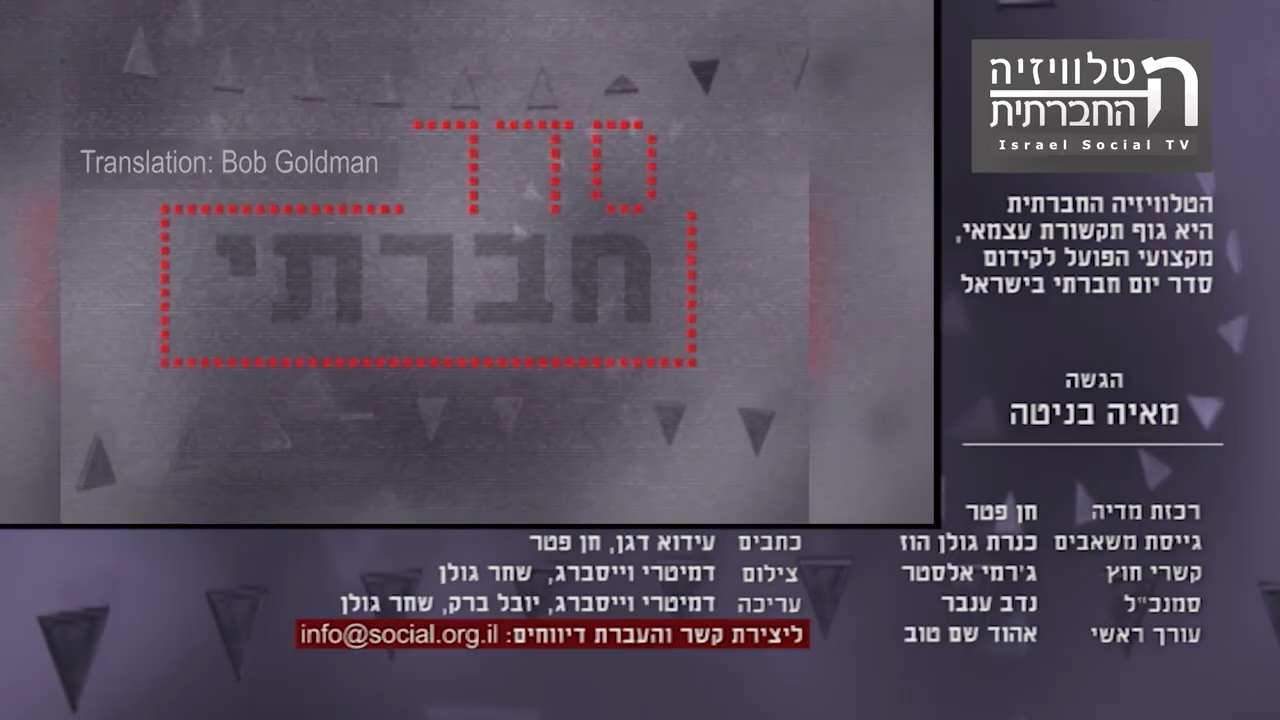 סדר
Translation: Bob Goldman
חברתי
הטלוויזיה
החברתית
Israel Social TV
הטלוויזיה החברתית
היא גוף תקשורת עצמאי,
מקצועי הפועל לקידום
סדר יום חברתי בישראל
הגשה
מאיה בניטה
רכזת מדיה חן פטר
גייסת משאבים כנרת גולן הוז
קשרי חוץ ג'רמי אלסטר
סמנכ"ל נדב ענבר
עורך ראשי אהוד שם טוב
כתבים עידוא דגן, חן פטר
צילום דמיטרי וייסברג, שחר גולן
עריכה דמיטרי וייסברג, יובל ברק, שחר גולן
ליצירת קשר והעברת דיווחים: info@social.org.il